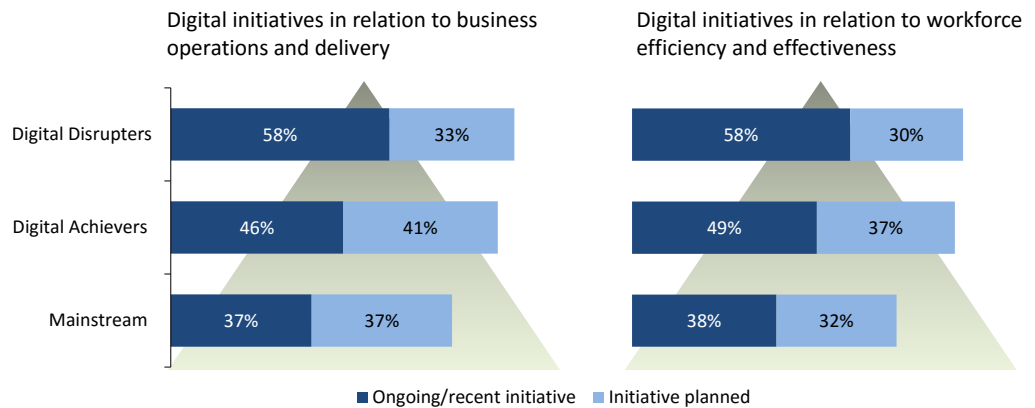 Digital initiatives in relation to business
operations and delivery
Digital initiatives in relation to workforce
efficiency and effectiveness
Digital Disrupters
58%
33%
58%
30%
Digital Achievers
46%
41%
49%
37%
Mainstream
37%
37%
38%
32%
Ongoing/recent initiative
Initiative planned